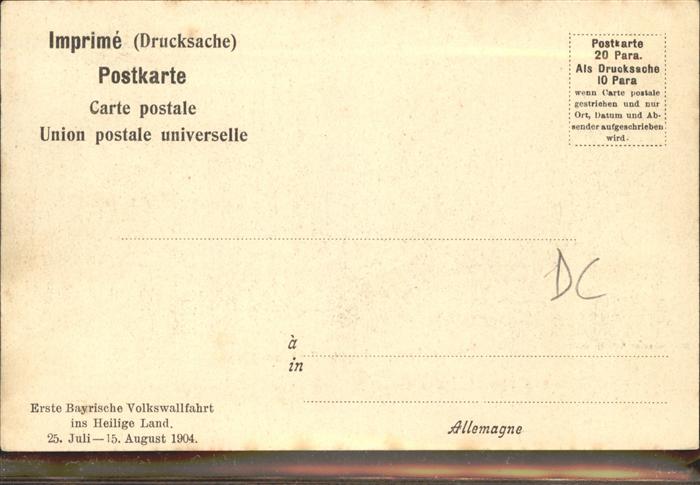 Imprimé (Drucksache)
Postkarte
Carte postale
Union postale universelle
Postkarte
20 Para.
Als Drucksache
10 Para
wenn Carte postale
gestriehen und nur
Ort, Datum und Ab-
sender aufgeschrieben
wird.
DC
à
in
Erste Bayrische Volkswallfahrt
ins Heilige Land.
25. Juli—15. August 1904.
Allemagne